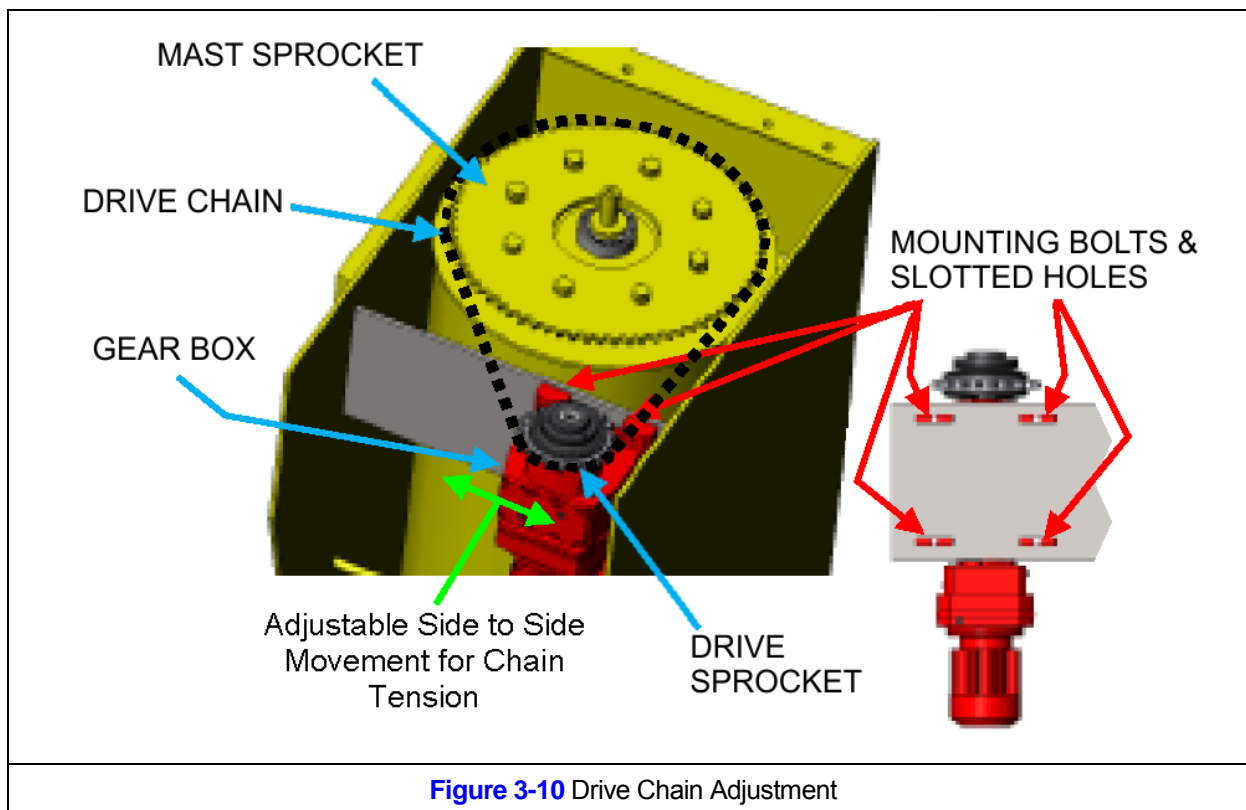 MAST SPROCKET
DRIVE CHAIN
GEAR BOX
MOUNTING BOLTS &
SLOTTED HOLES
Adjustable Side to Side
Movement for Chain
Tension
DRIVE
SPROCKET
Figure 3-10 Drive Chain Adjustment